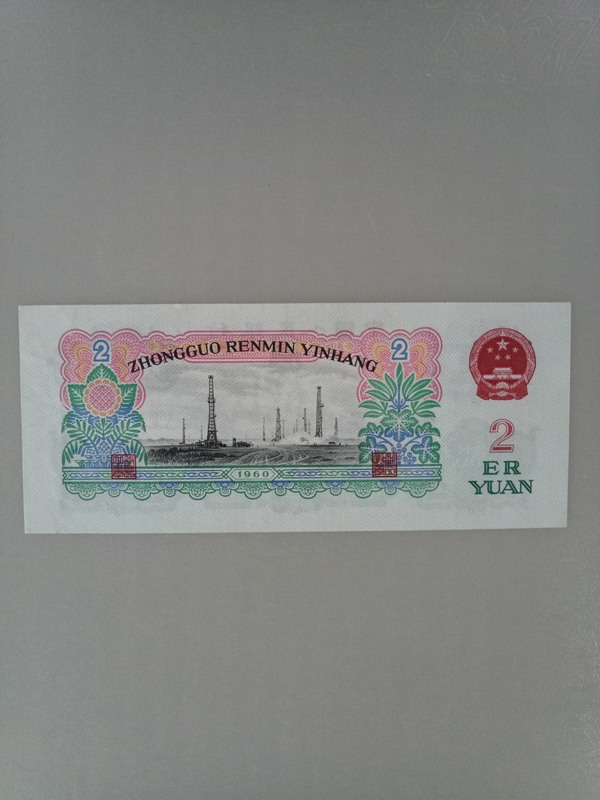 2
ZHONGGUO RENMIN YINHANG
2
1960
2
ER
YUAN